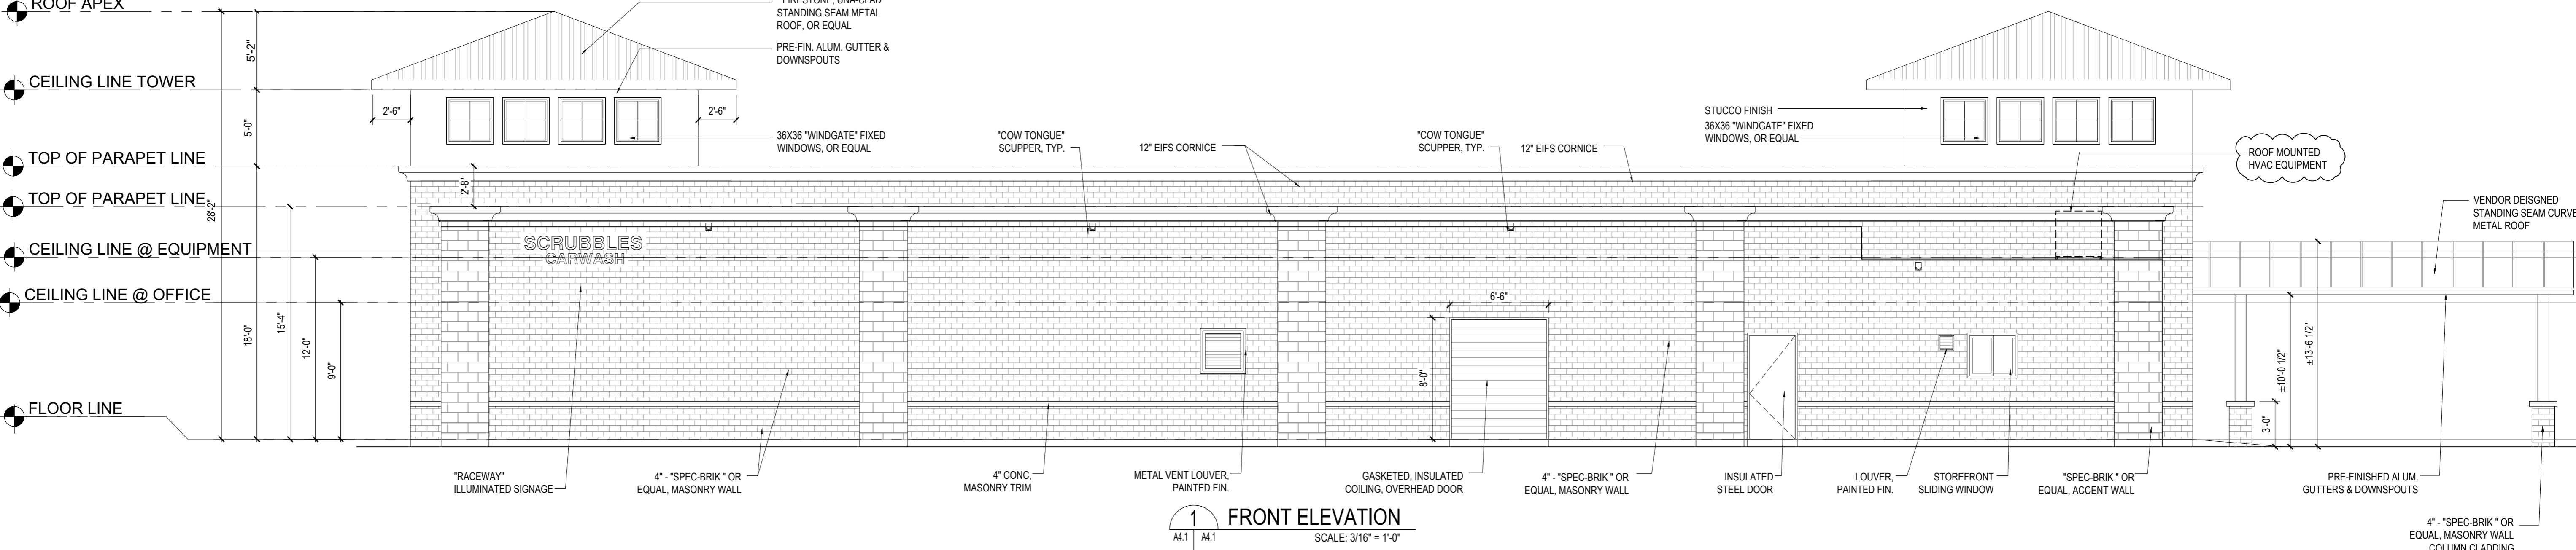 ROOF APEX
CEILING LINE TOWER
TOP OF PARAPET LINE
TOP OF PARAPET LINE
CEILING LINE @ EQUIPMENT
CEILING LINE @ OFFICE
FLOOR LINE
28'-2"
5'-2"
5'-0"
18'-0"
15'-4"
12'-0"
9'-0"
2'-6"
2'-6"
2'-8"
FIRESTONE, UNA-CLAD
STANDING SEAM METAL
ROOF, OR EQUAL
PRE-FIN. ALUM. GUTTER &
DOWNSPOUTS
36X36 "WINDGATE" FIXED
WINDOWS, OR EQUAL
"COW TONGUE"
SCUPPER, TYP.
12" EIFS CORNICE
"COW TONGUE"
SCUPPER, TYP.
12" EIFS CORNICE
STUCCO FINISH
36X36 "WINDGATE" FIXED
WINDOWS, OR EQUAL
ROOF MOUNTED
HVAC EQUIPMENT
VENDOR DEISGNED
STANDING SEAM CURVE
METAL ROOF
SCRUBBLES
CARWASH
6'-6"
8'-0"
±10'-0 1/2"
±13'-6 1/2"
3'-0"
"RACEWAY"
ILLUMINATED SIGNAGE
4" - "SPEC-BRIK " OR
EQUAL, MASONRY WALL
4" CONC,
MASONRY TRIM
METAL VENT LOUVER,
PAINTED FIN.
GASKETED, INSULATED
COILING, OVERHEAD DOOR
4" - "SPEC-BRIK " OR
EQUAL, MASONRY WALL
INSULATED
STEEL DOOR
LOUVER,
PAINTED FIN.
STOREFRONT
SLIDING WINDOW
"SPEC-BRIK " OR
EQUAL, ACCENT WALL
PRE-FINISHED ALUM.
GUTTERS & DOWNSPOUTS
4" - "SPEC-BRIK " OR
EQUAL, MASONRY WALL
COLUMN CLADDING
1
A4.1 A4.1
FRONT ELEVATION
SCALE: 3/16" = 1'-0"